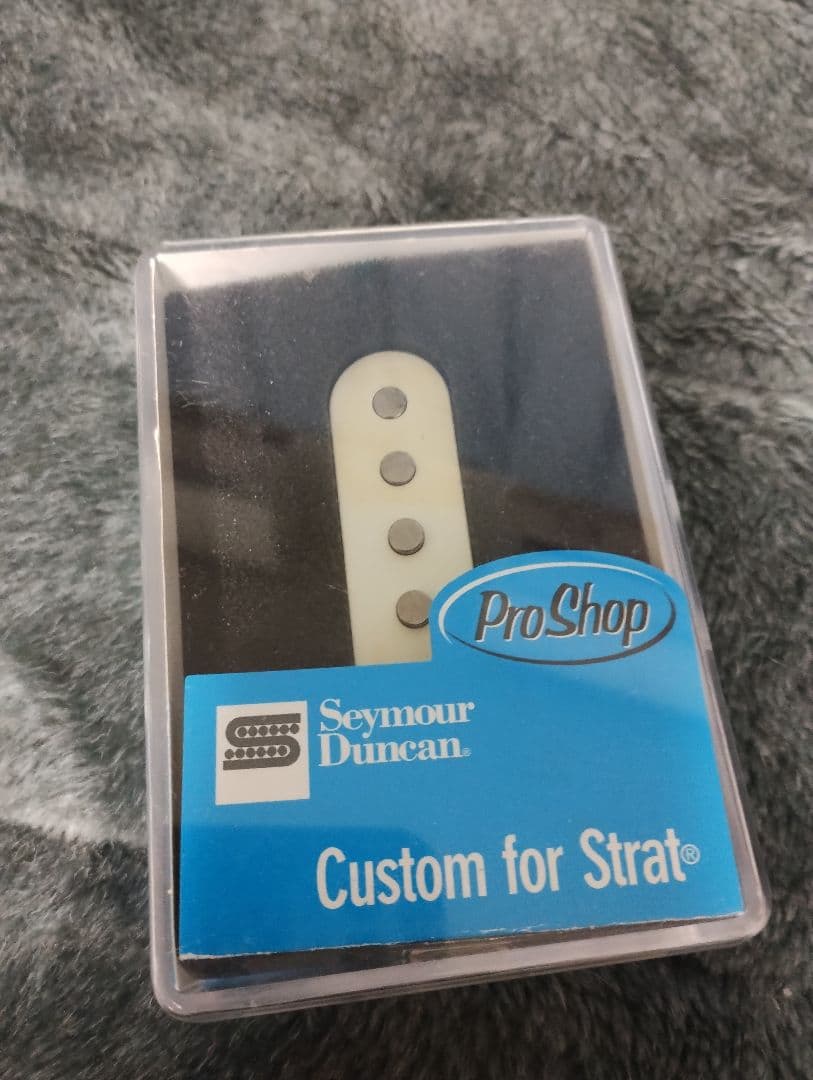 ProShop
Seymour
Duncan®
Custom for Strat®